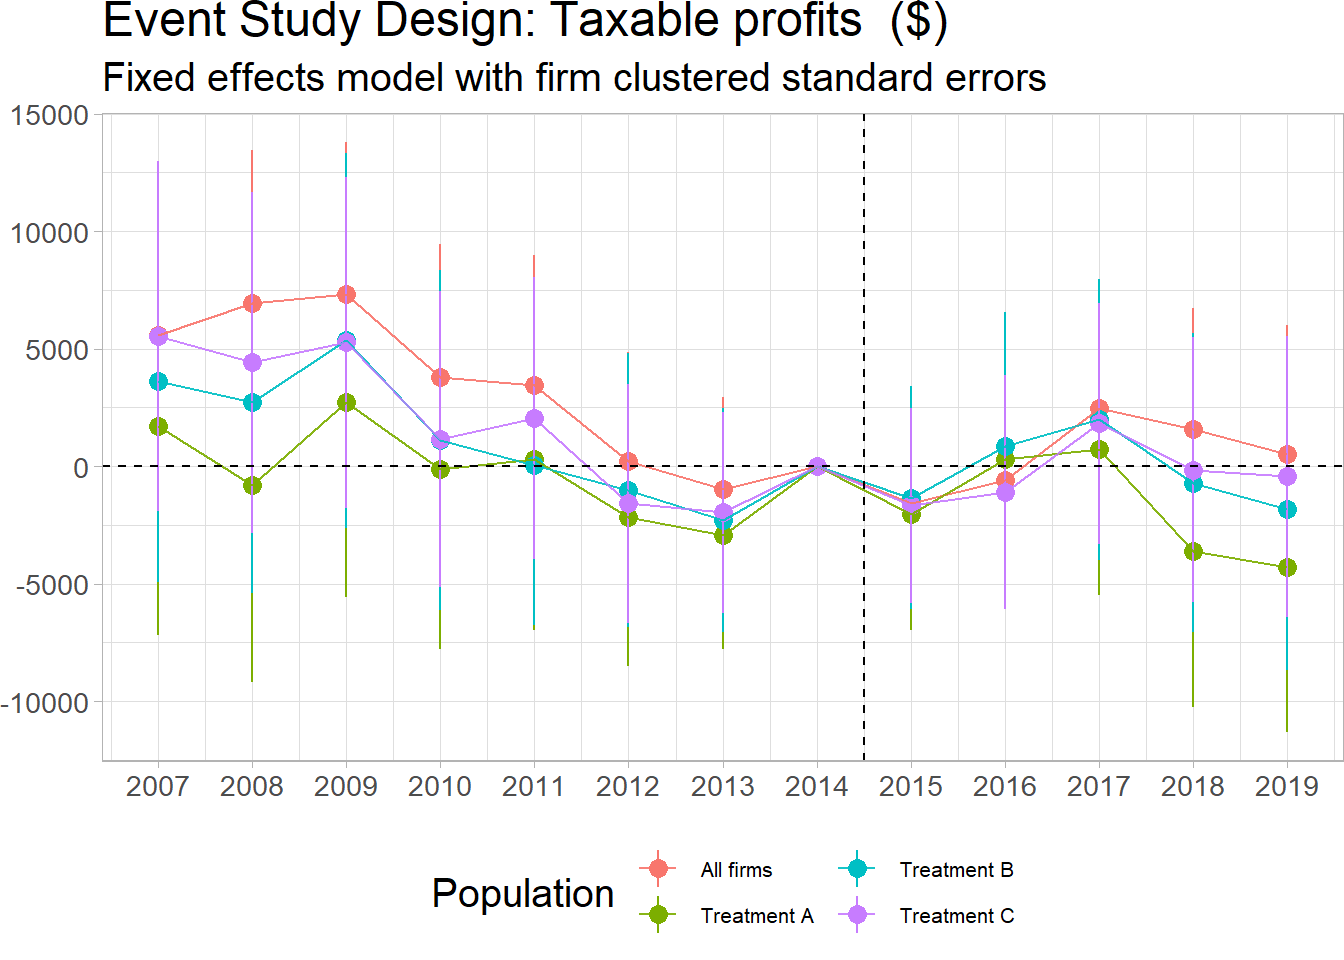 Event Study Design: Taxable profits  ($)
Fixed effects model with firm clustered standard errors
15000
10000
5000
0
-5000
-10000
2007 2008 2009 2010 2011 2012 2013 2014 2015 2016 2017 2018 2019
Population
All firms
Treatment A
Treatment B
Treatment C